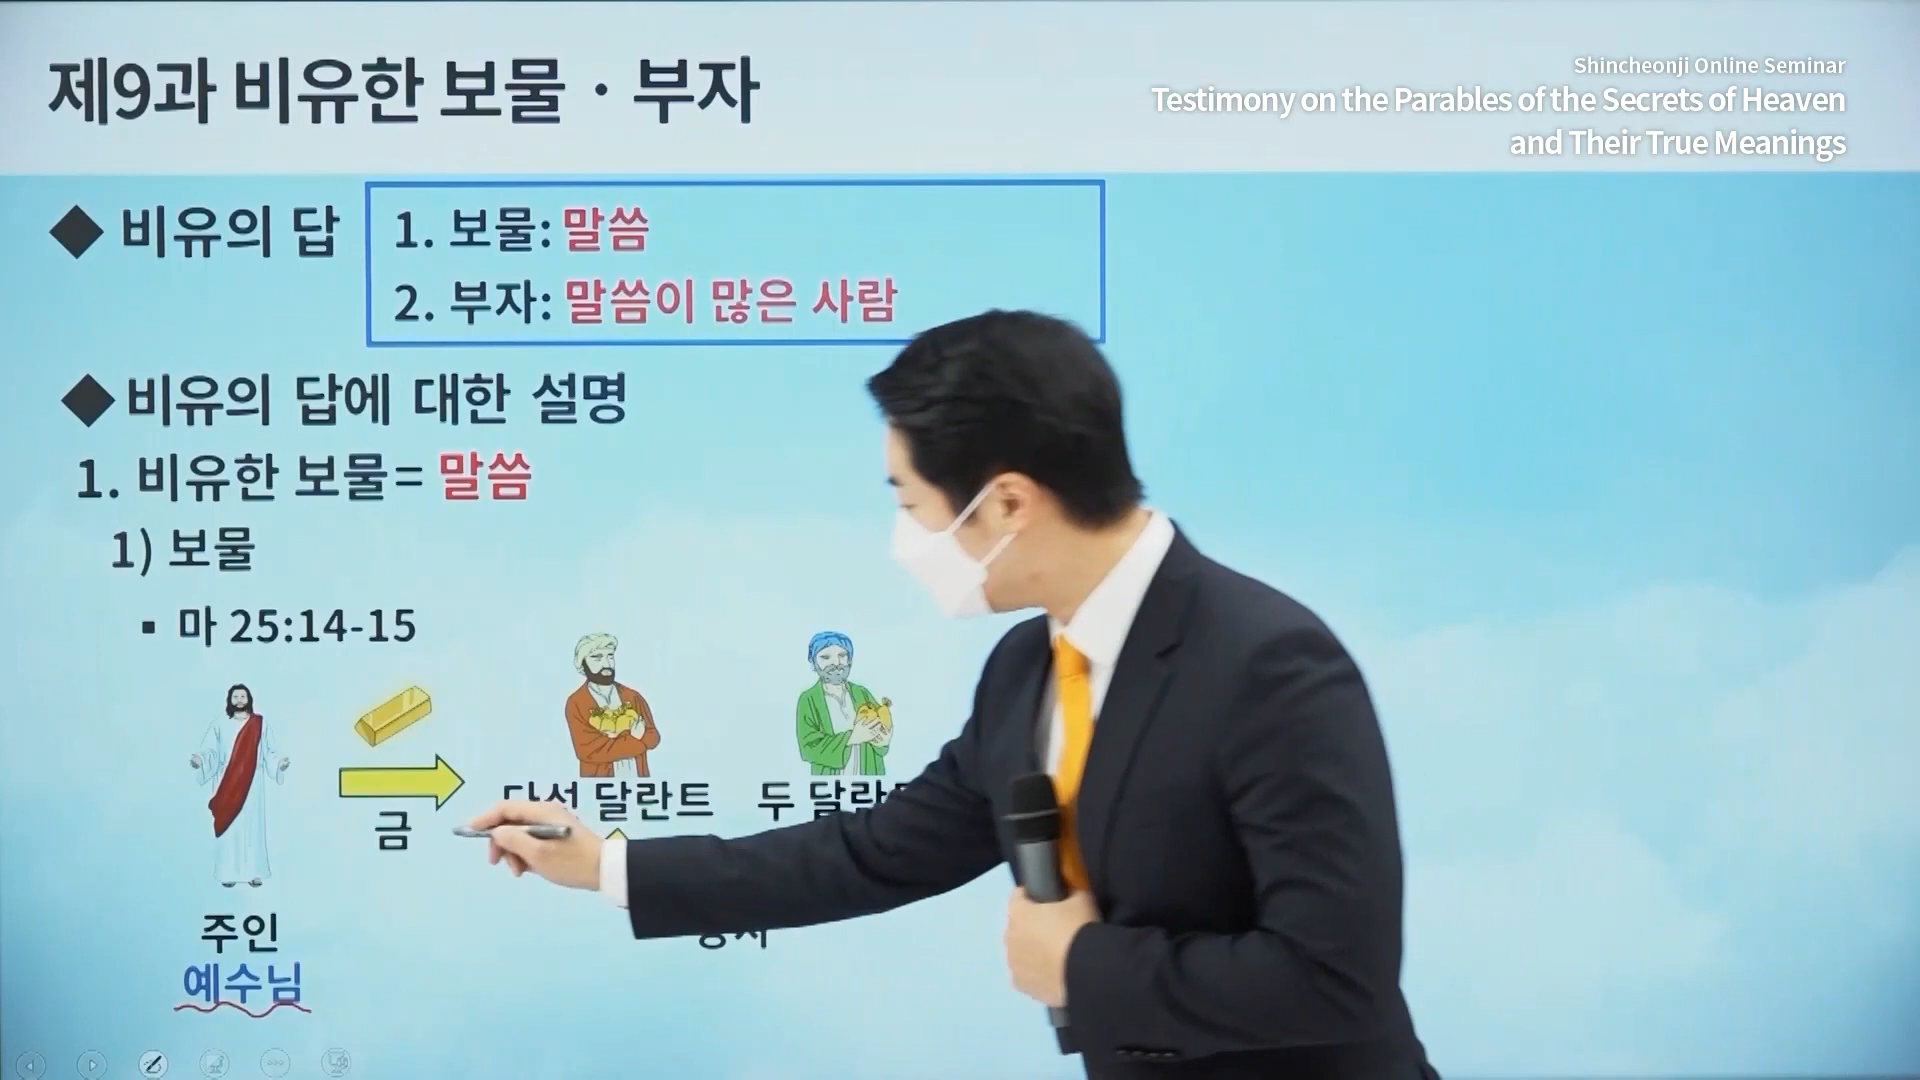 제9과 비유한 보물 · 부자
Shincheonji Online Seminar
Testimony on the Parables of the Secrets of Heaven
and Their True Meanings
◆ 비유의 답
1. 보물: 말씀
2. 부자: 말씀이 많은 사람
◆ 비유의 답에 대한 설명
1. 비유한 보물= 말씀
1) 보물
▪ 마 25:14-15
금
다섯 달란트
두
주인
예수님